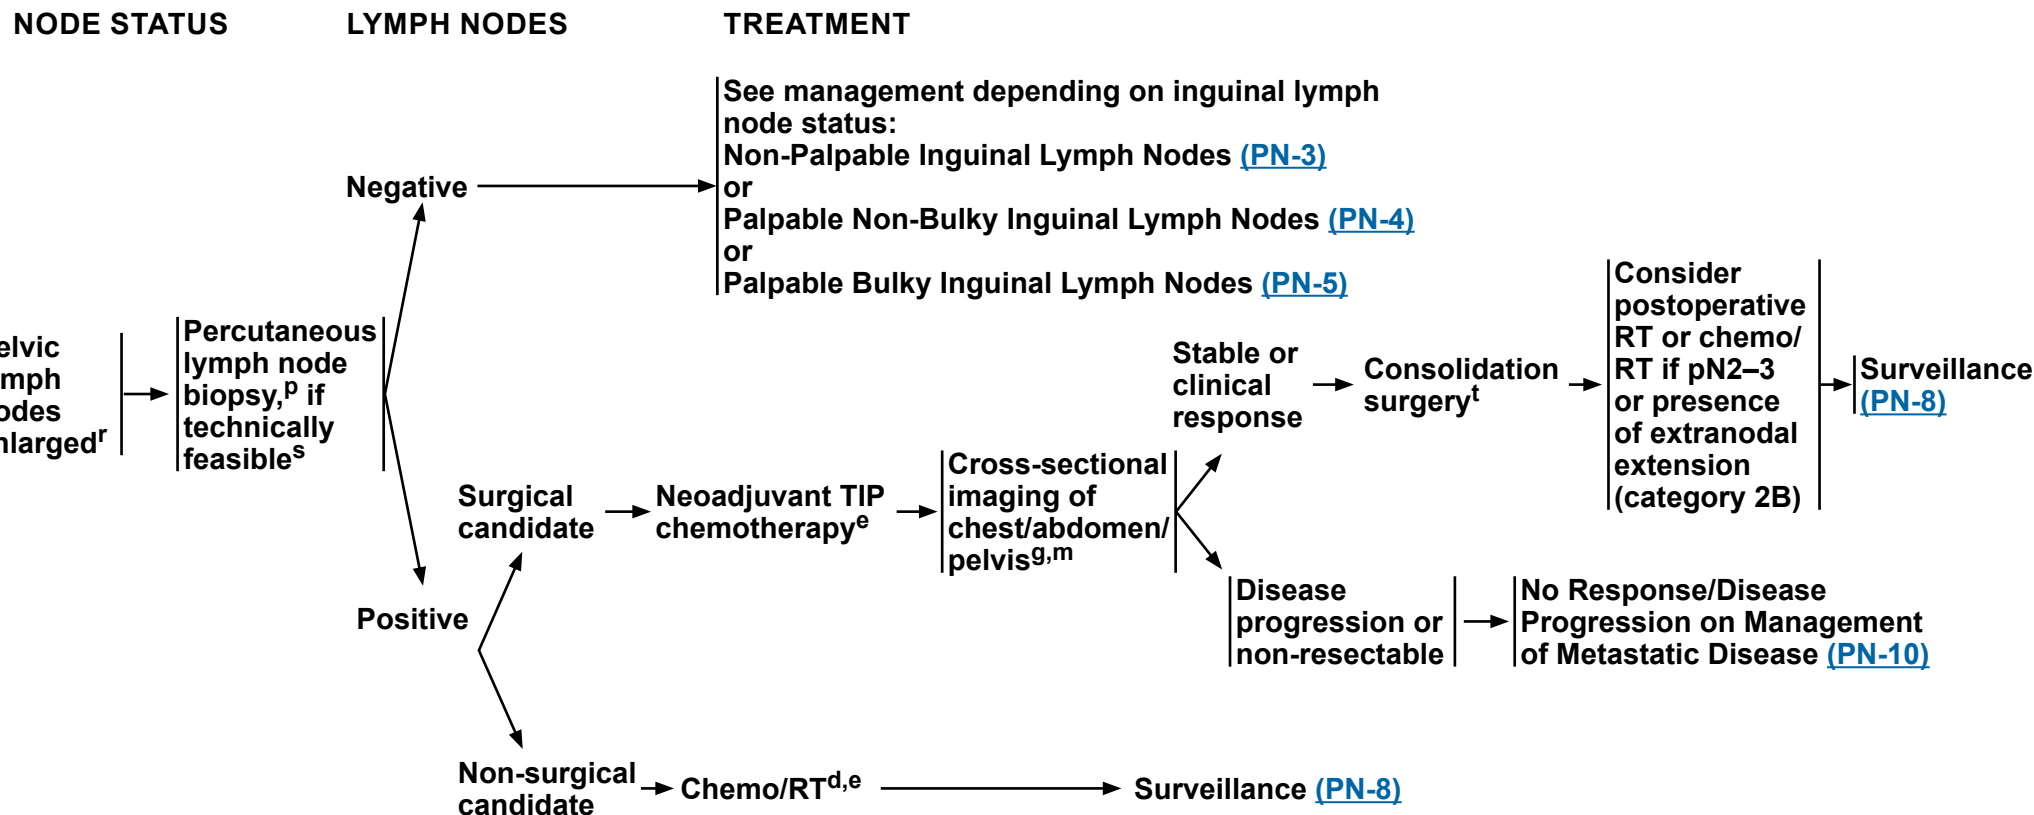 NODE STATUS
LYMPH NODES
TREATMENT
See management depending on inguinal lymph
node status:
Non-Palpable Inguinal Lymph Nodes (PN-3)
or
Palpable Non-Bulky Inguinal Lymph Nodes (PN-4)
or
Palpable Bulky Inguinal Lymph Nodes (PN-5)
Negative
elvic
mph
odes
nlargedr
Percutaneous
lymph node
biopsy,p if
technically
feasibles
Positive
Surgical
candidate
Neoadjuvant TIP
chemotherapye
Cross-sectional
imaging of
chest/abdomen/
pelvisg,m
Stable or
clinical
response
Consolidation
surgeryt
Consider
postoperative
RT or chemo/
RT if pN2–3
or presence
of extranodal
extension
(category 2B)
Surveillance
(PN-8)
Disease
progression or
non-resectable
No Response/Disease
Progression on Management
of Metastatic Disease (PN-10)
Non-surgical
candidate
Chemo/RTd,e
Surveillance (PN-8)